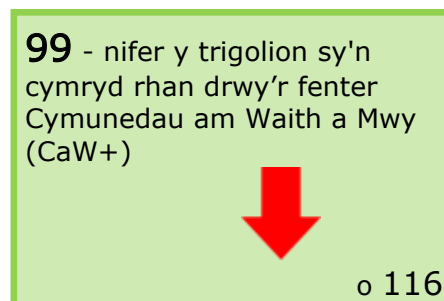 99 - nifer y trigolion sy'n
cymryd rhan drwy’r fenter
Cymunedau am Waith a Mwy
(CaW+)
o 116